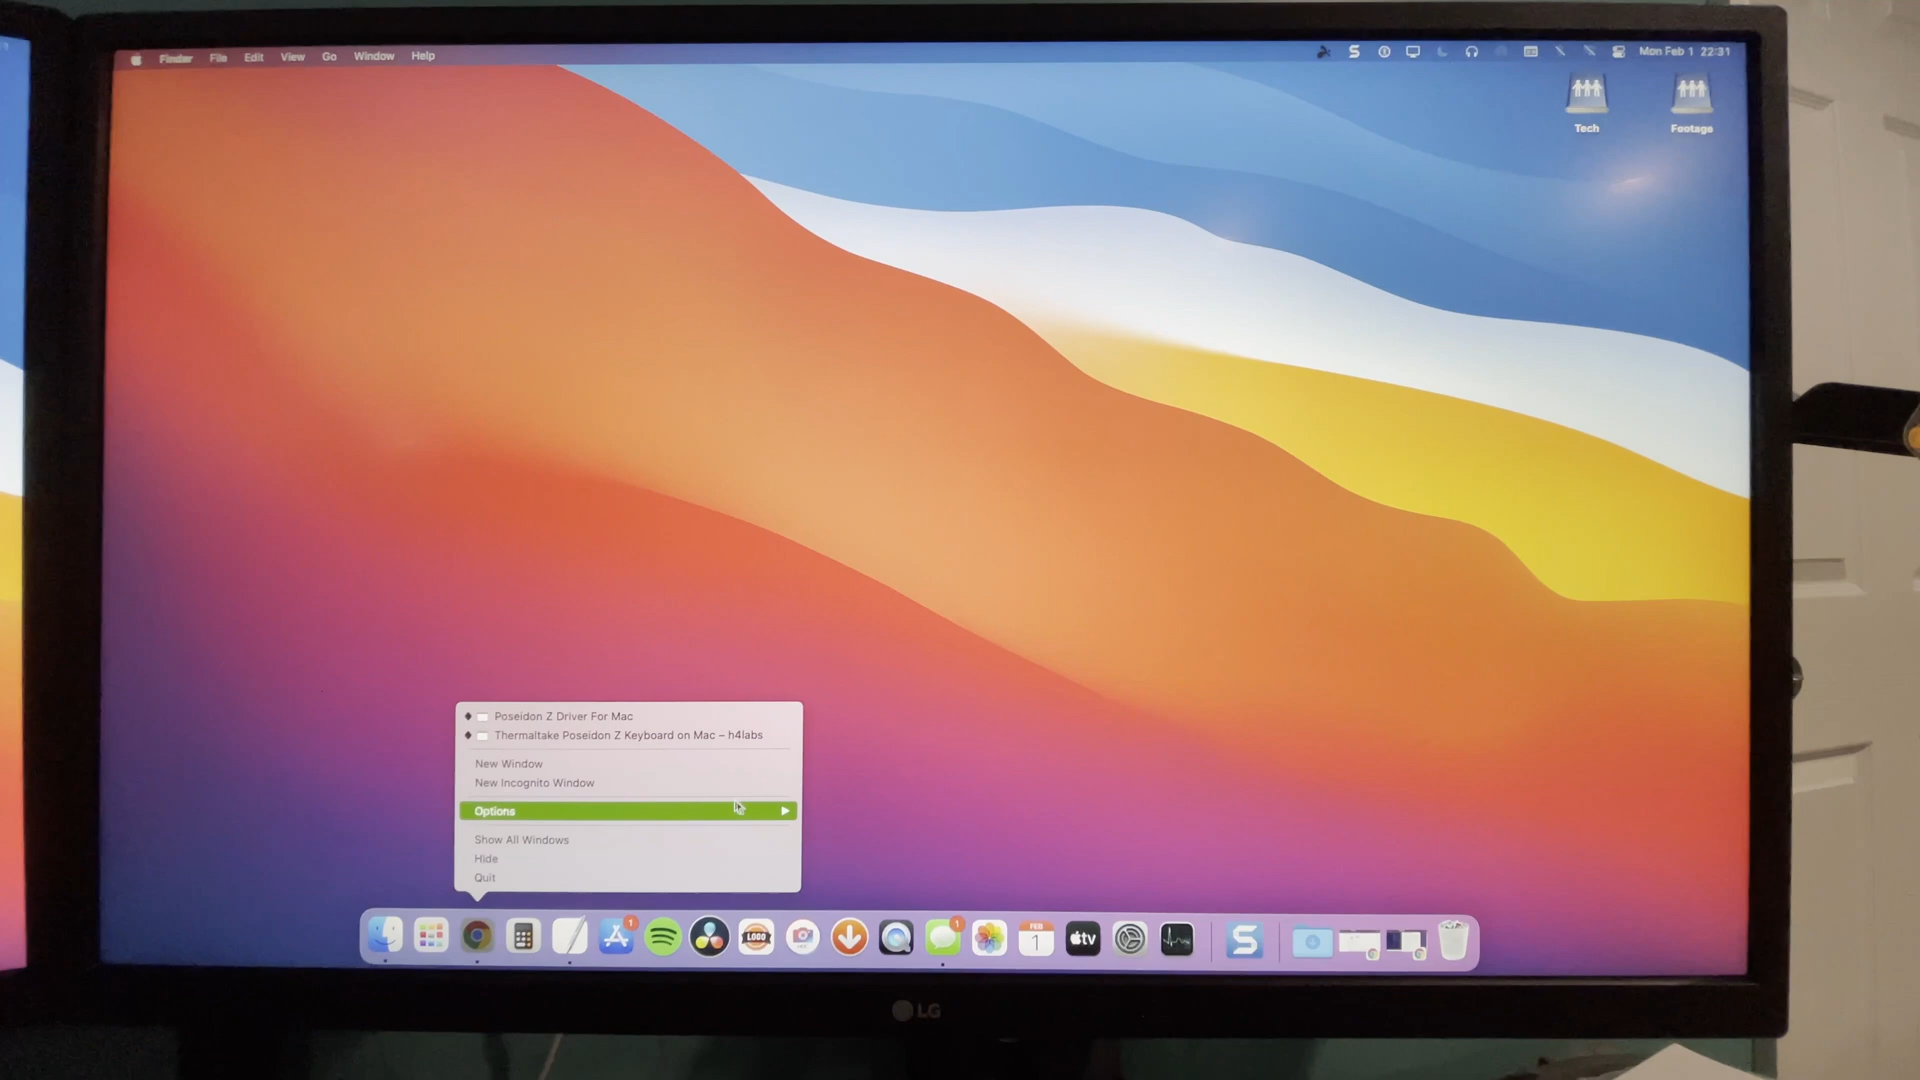 Finder File Edit View Go Window Help
Mon Feb 1 22:31
Tech
Footage
Poseidon Z Driver For Mac
Thermaltake Poseidon Z Keyboard on Mac – h4labs
New Window
New Incognito Window
Options
Show All Windows
Hide
Quit
1
LOGO
1
FEB
1
tv
S
LG